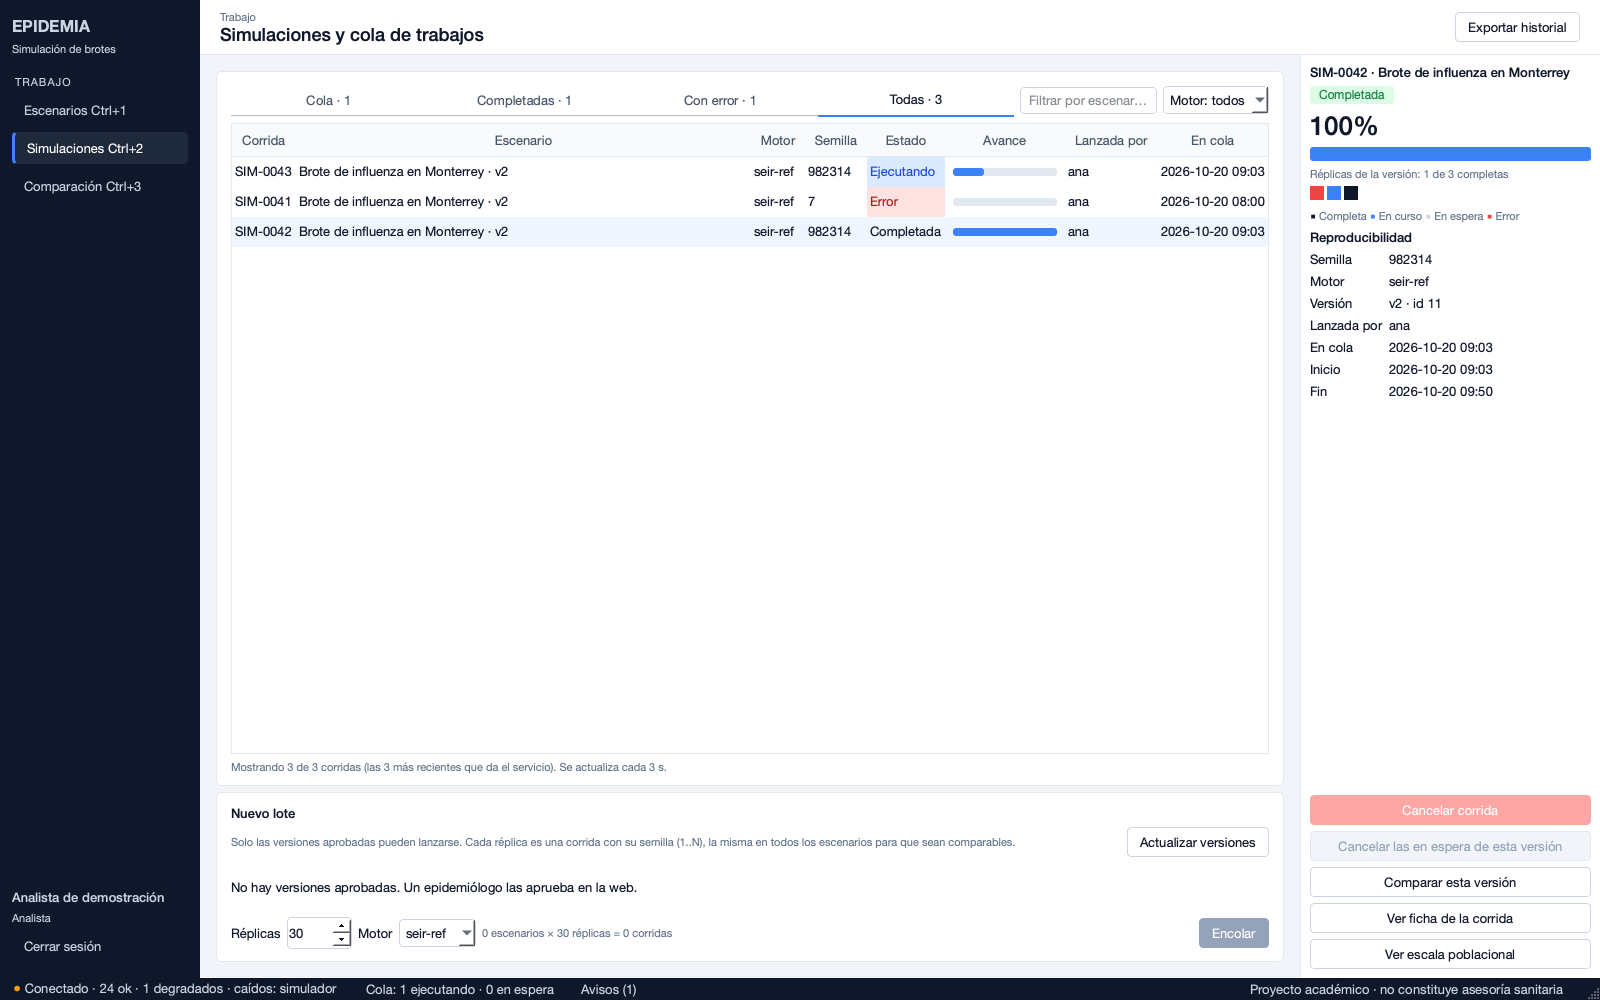 EPIDEMIA
Simulación de brotes
TRABAJO
Escenarios Ctrl+1
Simulaciones Ctrl+2
Comparación Ctrl+3
Analista de demostración
Analista
Cerrar sesión
Trabajo
Simulaciones y cola de trabajos
Exportar historial
Cola · 1
Completadas · 1
Con error · 1
Todas · 3
Filtrar por escenar...
Motor: todos
Corrida Escenario Motor Semilla Estado Avance Lanzada por En cola
SIM-0043 Brote de influenza en Monterrey · v2 seir-ref 982314 Ejecutando ana 2026-10-20 09:03
SIM-0041 Brote de influenza en Monterrey · v2 seir-ref 7 Error ana 2026-10-20 08:00
SIM-0042 Brote de influenza en Monterrey · v2 seir-ref 982314 Completada ana 2026-10-20 09:03
Mostrando 3 de 3 corridas (las 3 más recientes que da el servicio). Se actualiza cada 3 s.
Nuevo lote
Solo las versiones aprobadas pueden lanzarse. Cada réplica es una corrida con su semilla (1..N), la misma en todos los escenarios para que sean comparables.
Actualizar versiones
No hay versiones aprobadas. Un epidemiólogo las aprueba en la web.
Réplicas 30 Motor seir-ref 0 escenarios × 30 réplicas = 0 corridas
Encolar
SIM-0042 · Brote de influenza en Monterrey
Completada
100%
Réplicas de la versión: 1 de 3 completas
Completa En curso En espera Error
Reproducibilidad
Semilla 982314
Motor seir-ref
Versión v2 · id 11
Lanzada por ana
En cola 2026-10-20 09:03
Inicio 2026-10-20 09:03
Fin 2026-10-20 09:50
Cancelar corrida
Cancelar las en espera de esta versión
Comparar esta versión
Ver ficha de la corrida
Ver escala poblacional
Conectado · 24 ok · 1 degradados · caídos: simulador
Cola: 1 ejecutando · 0 en espera
Avisos (1)
Proyecto académico · no constituye asesoría sanitaria